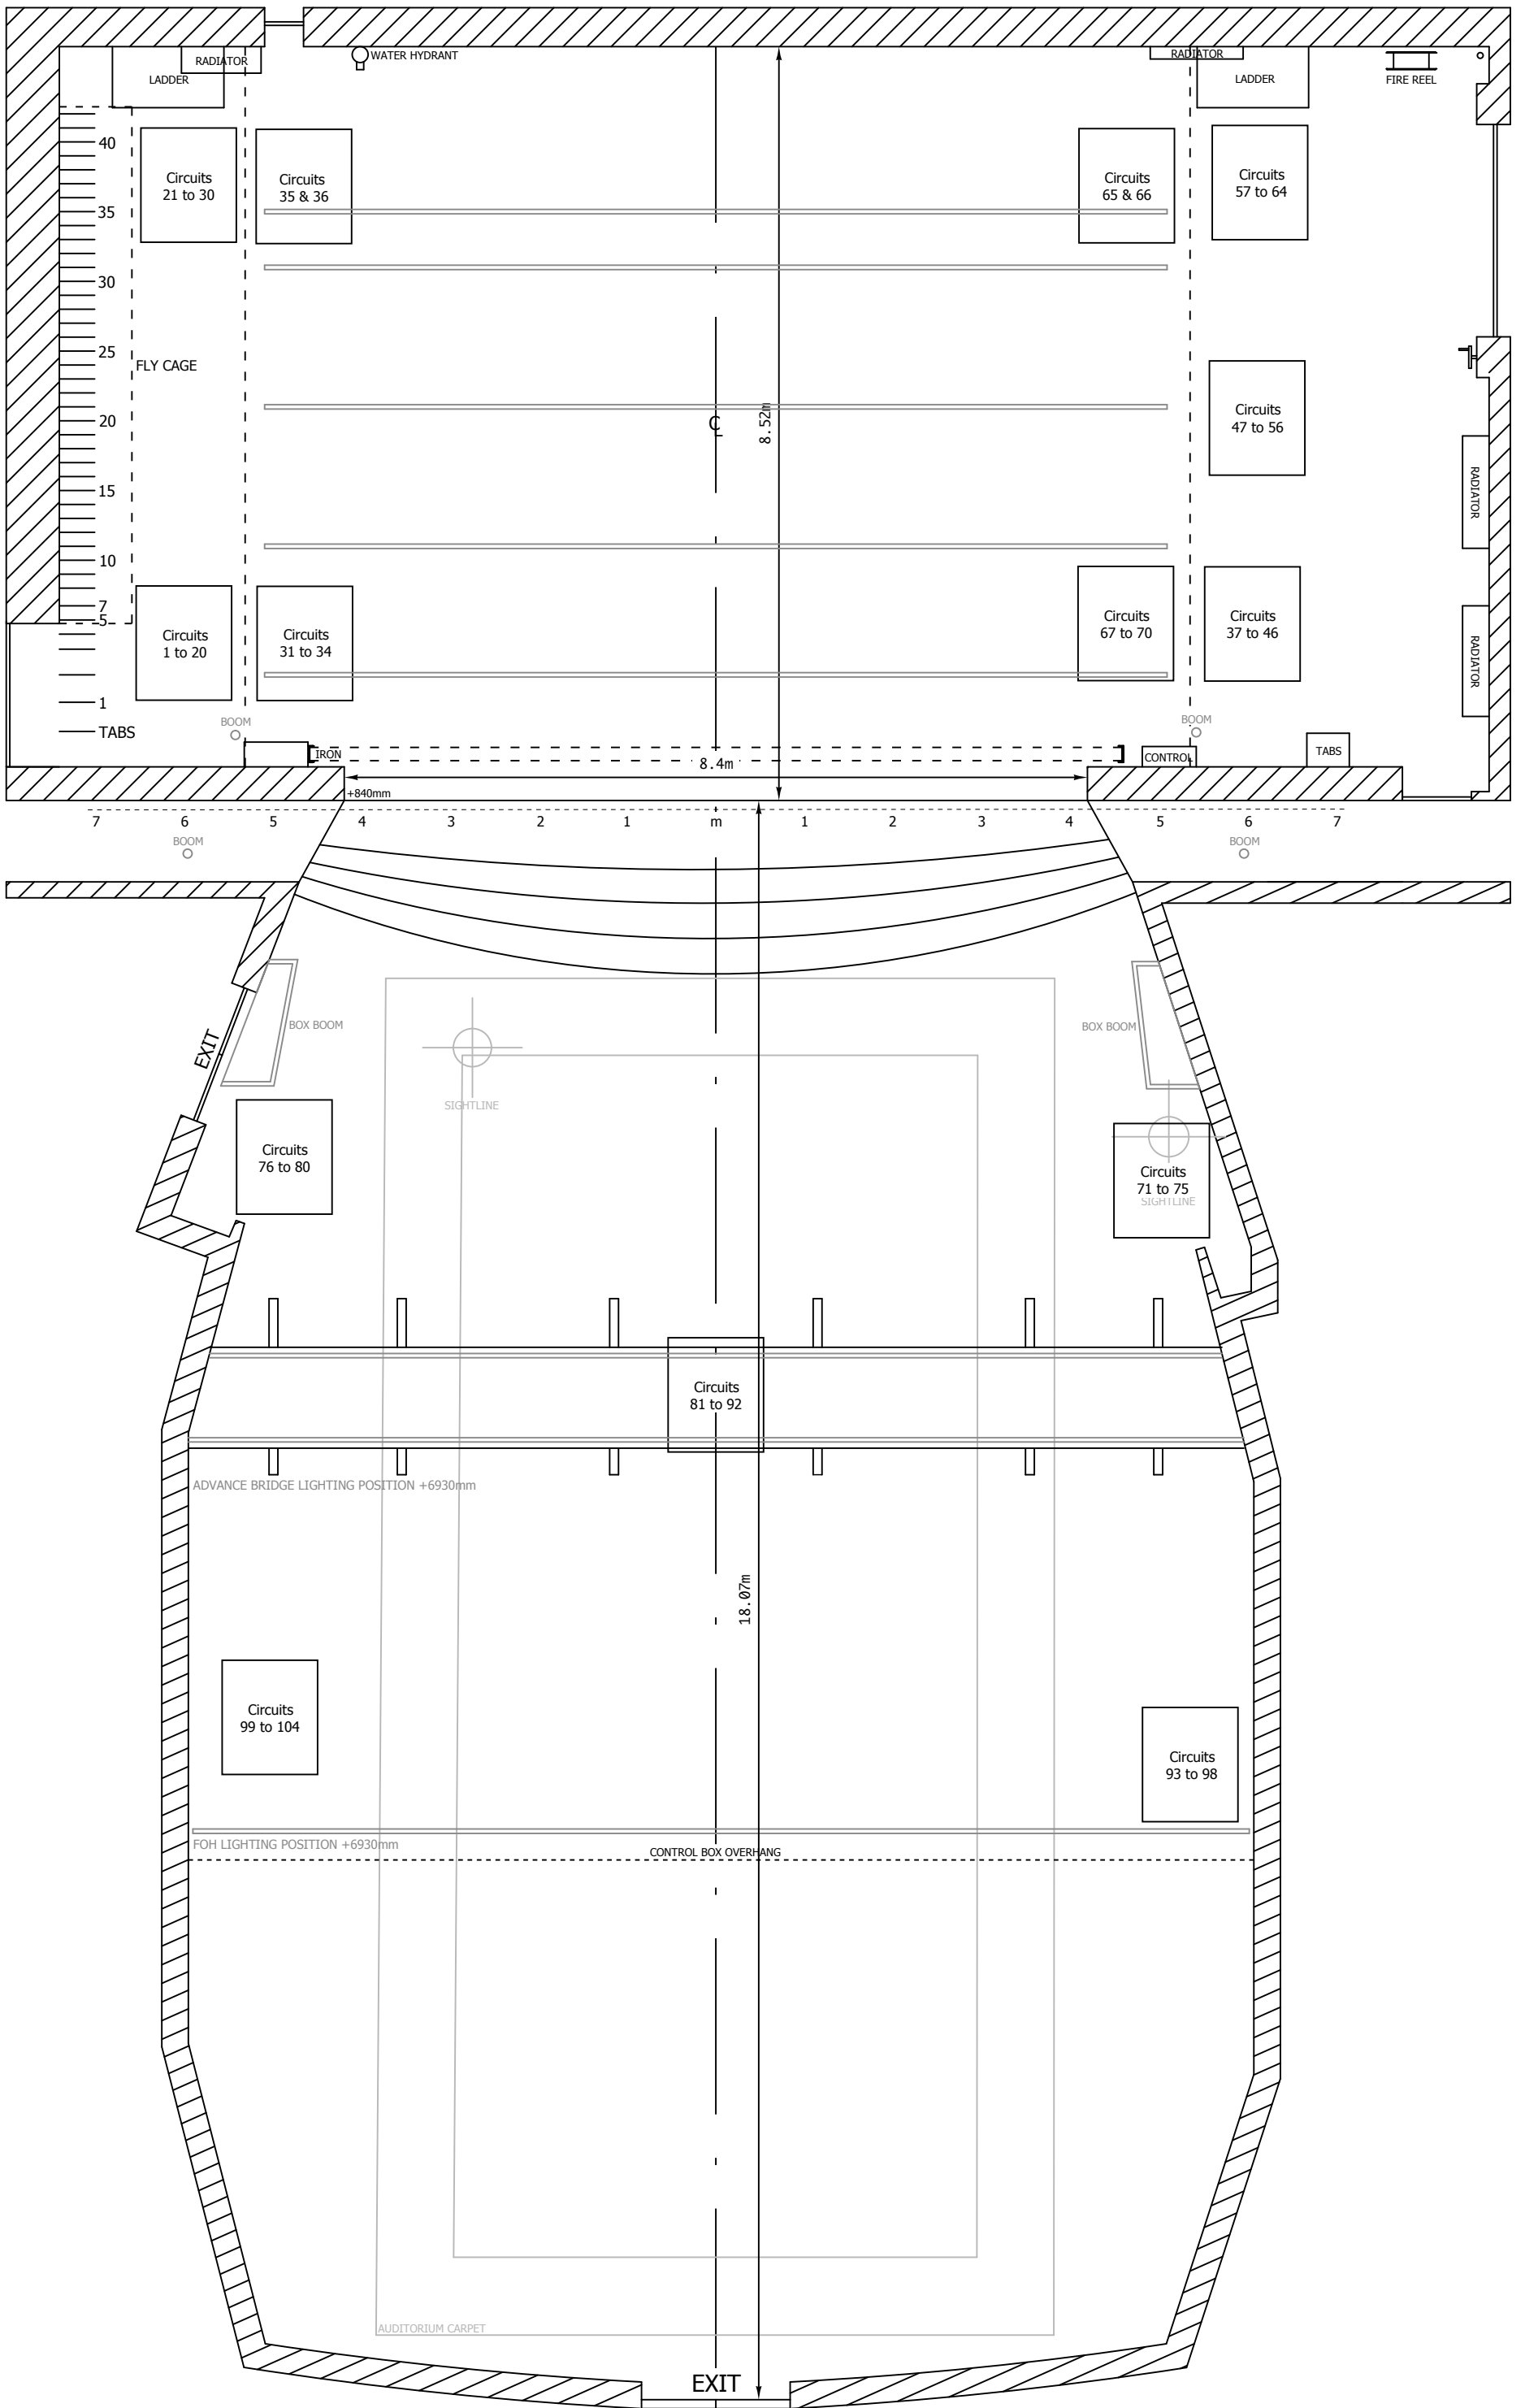 RADIATOR
WATER HYDRANT
LADDER
RADIATOR
LADDER
FIRE REEL
40
Circuits
21 to 30
Circuits
35 & 36
Circuits
65 & 66
Circuits
57 to 64
35
30
25
FLY CAGE
20
℄
8.52m
Circuits
47 to 56
15
RADIATOR
10
7
5
Circuits
1 to 20
Circuits
31 to 34
Circuits
67 to 70
Circuits
37 to 46
RADIATOR
1
TABS
BOOM
BOOM
IRON
8.4m
CONTROL
TABS
+840mm
7 6 5 4 3 2 1 m 1 2 3 4 5 6 7
BOOM
BOOM
BOX BOOM
BOX BOOM
EXIT
SIGHTLINE
Circuits
76 to 80
Circuits
71 to 75
SIGHTLINE
Circuits
81 to 92
ADVANCE BRIDGE LIGHTING POSITION +6930mm
18.07m
Circuits
99 to 104
Circuits
93 to 98
FOH LIGHTING POSITION +6930mm
CONTROL BOX OVERHANG
AUDITORIUM CARPET
EXIT